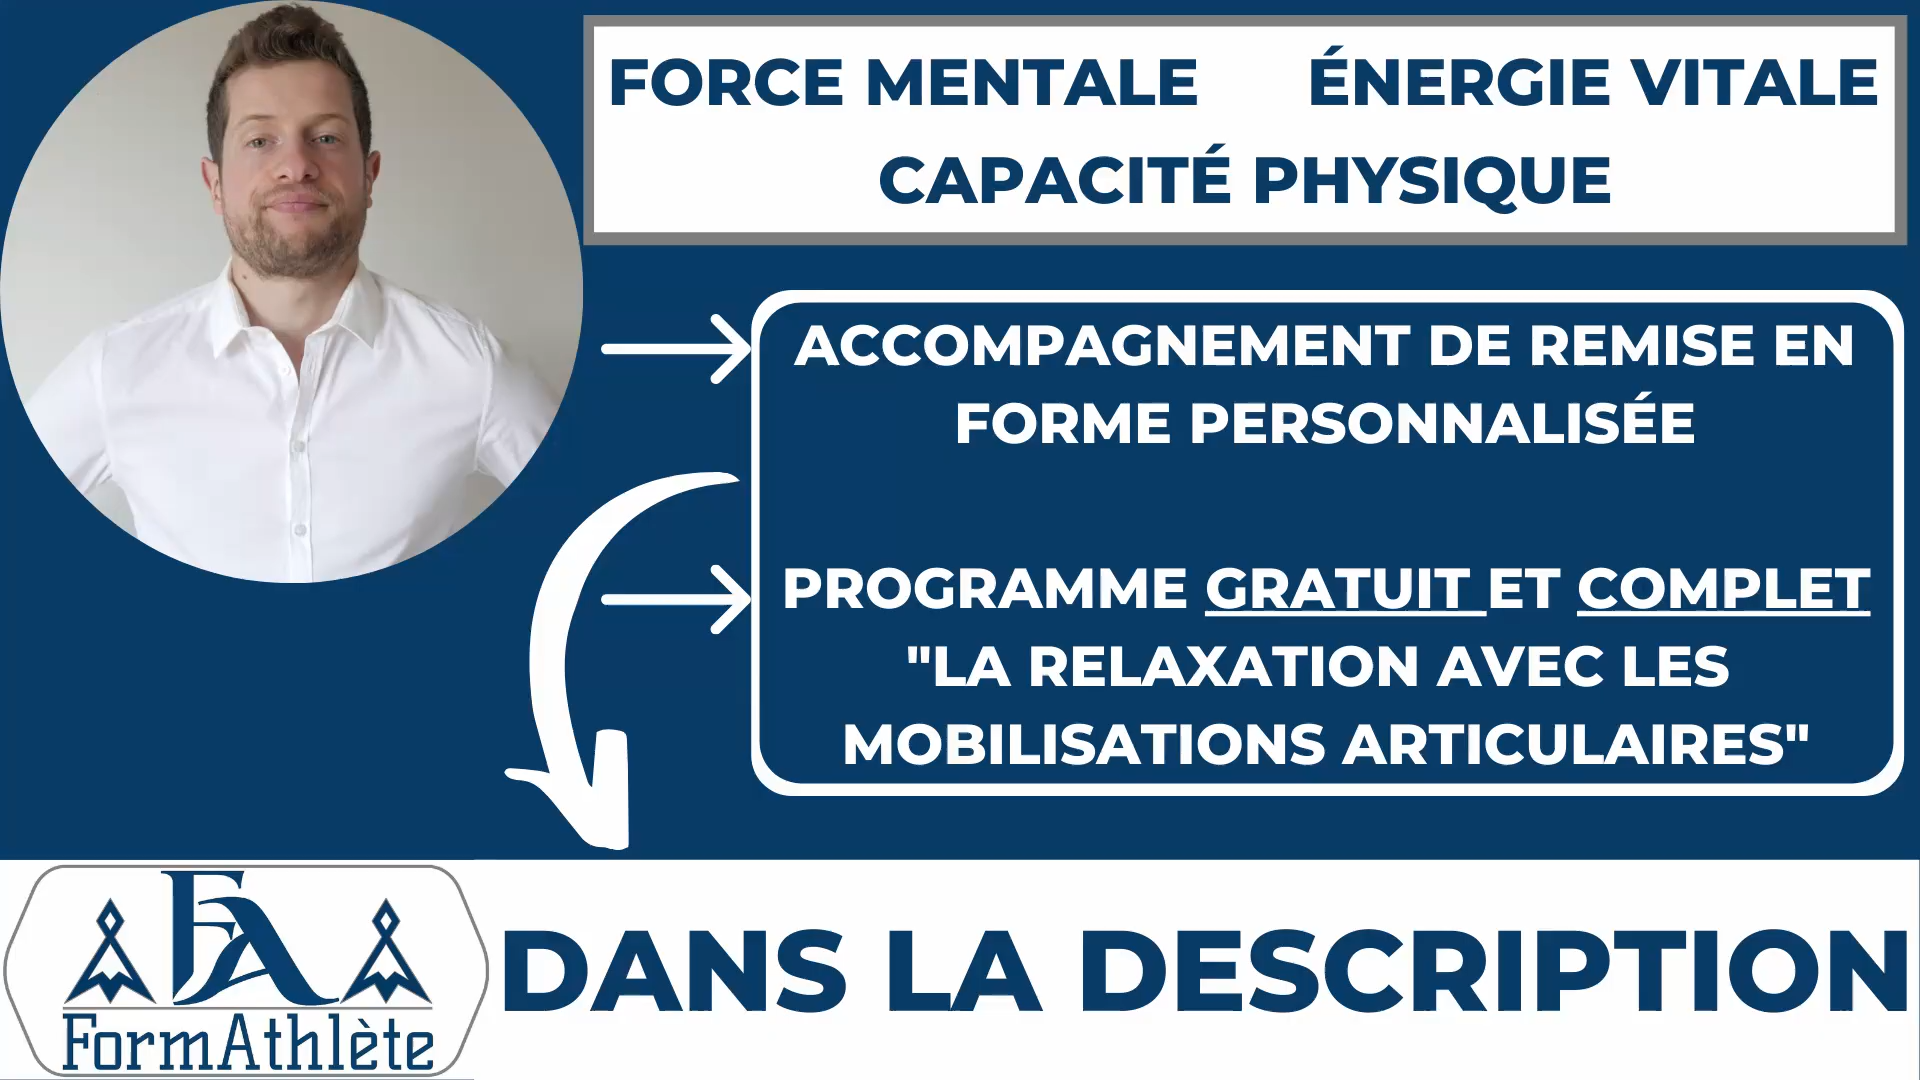 FORCE MENTALE ÉNERGIE VITALE
CAPACITÉ PHYSIQUE
ACCOMPAGNEMENT DE REMISE EN
FORME PERSONNALISÉE
PROGRAMME GRATUIT ET COMPLET
"LA RELAXATION AVEC LES
MOBILISATIONS ARTICULAIRES"
FA
FormAthlète
DANS LA DESCRIPTION